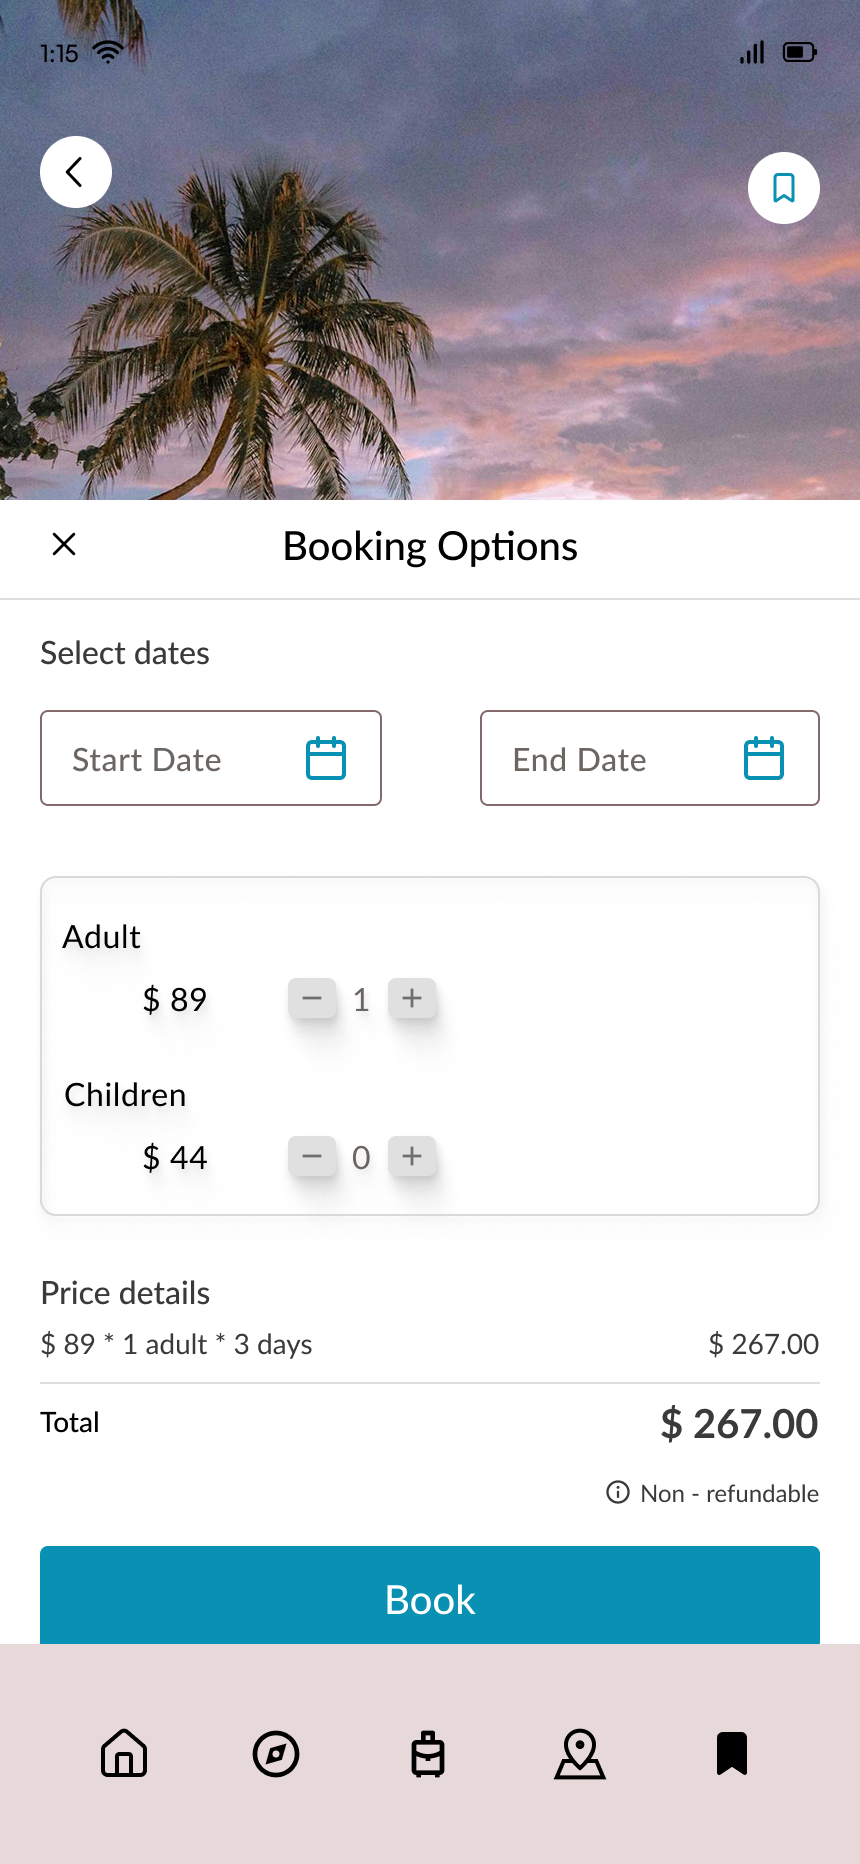 1:15
Booking Options
Select dates
Start Date End Date
Adult
$ 89 − 1 +
Children
$ 44 − 0 +
Price details
$ 89 * 1 adult * 3 days $ 267.00
Total $ 267.00
Non - refundable
Book